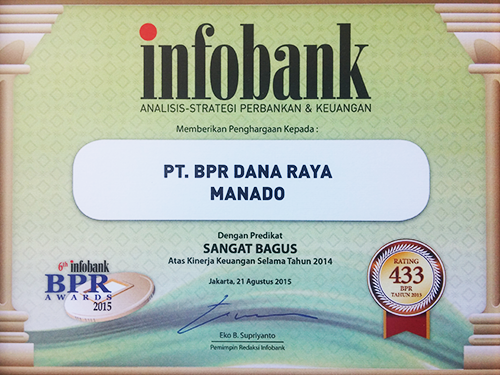 infobank
ANALISIS-STRATEGI PERBANKAN & KEUANGAN
Memberikan Penghargaan Kepada :
PT. BPR DANA RAYA
MANADO
Dengan Predikat
SANGAT BAGUS
Atas Kinerja Keuangan Selama Tahun 2014
Jakarta, 21 Agustus 2015
Eko B. Supriyanto
Pemimpin Redaksi Infobank
6th infobank
BPR
AWARDS
2015
RATING
433
BPR
TAHUN 2015